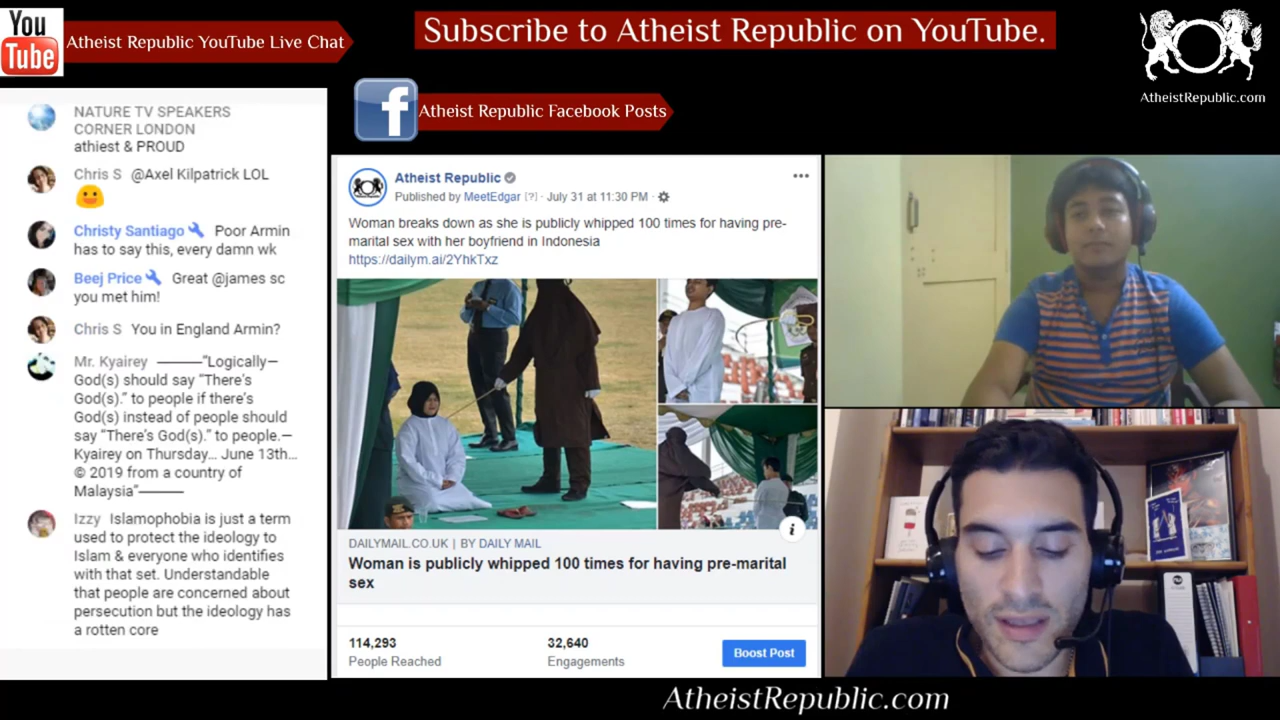 You
Tube
Atheist Republic YouTube Live Chat
Subscribe to Atheist Republic on YouTube.
AtheistRepublic.com
f
Atheist Republic Facebook Posts
NATURE TV SPEAKERS
CORNER LONDON
athiest & PROUD
Chris S @Axel Kilpatrick LOL
Christy Santiago Poor Armin
has to say this, every damn wk
Beej Price Great @james sc
you met him!
Chris S You in England Armin?
Mr. Kyairey ———“Logically—
God(s) should say “There’s
God(s).” to people if there’s
God(s) instead of people should
say “There’s God(s).” to people.—
Kyairey on Thursday... June 13th...
© 2019 from a country of
Malaysia”———
Izzy Islamophobia is just a term
used to protect the ideology to
Islam & everyone who identifies
with that set. Understandable
that people are concerned about
persecution but the ideology has
a rotten core
Atheist Republic
Published by MeetEdgar [?] · July 31 at 11:30 PM ·
Woman breaks down as she is publicly whipped 100 times for having pre-
marital sex with her boyfriend in Indonesia
https://dailym.ai/2YhkTxz
i
DAILYMAIL.CO.UK | BY DAILY MAIL
Woman is publicly whipped 100 times for having pre-marital
sex
114,293
People Reached
32,640
Engagements
Boost Post
AtheistRepublic.com